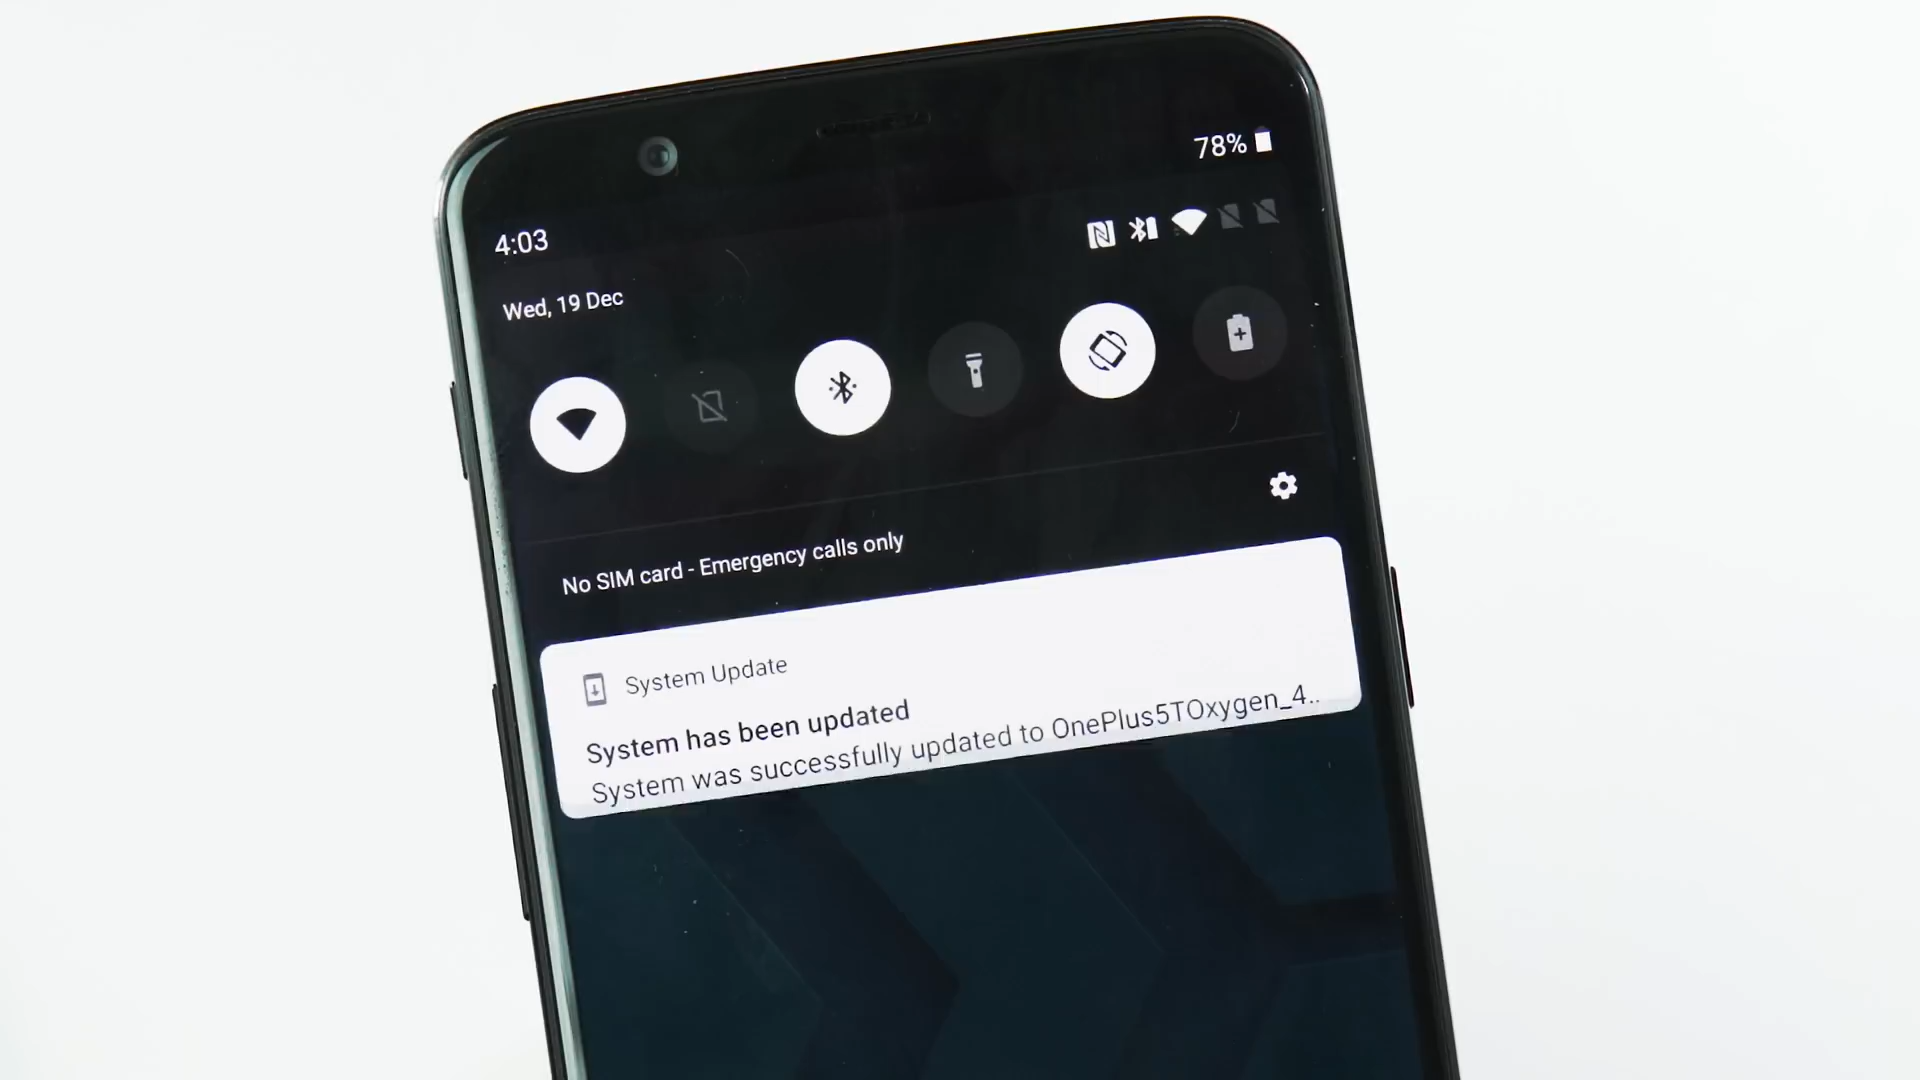 78%
4:03
Wed, 19 Dec
No SIM card - Emergency calls only
System Update
System has been updated
System was successfully updated to OnePlus5TOxygen_4..